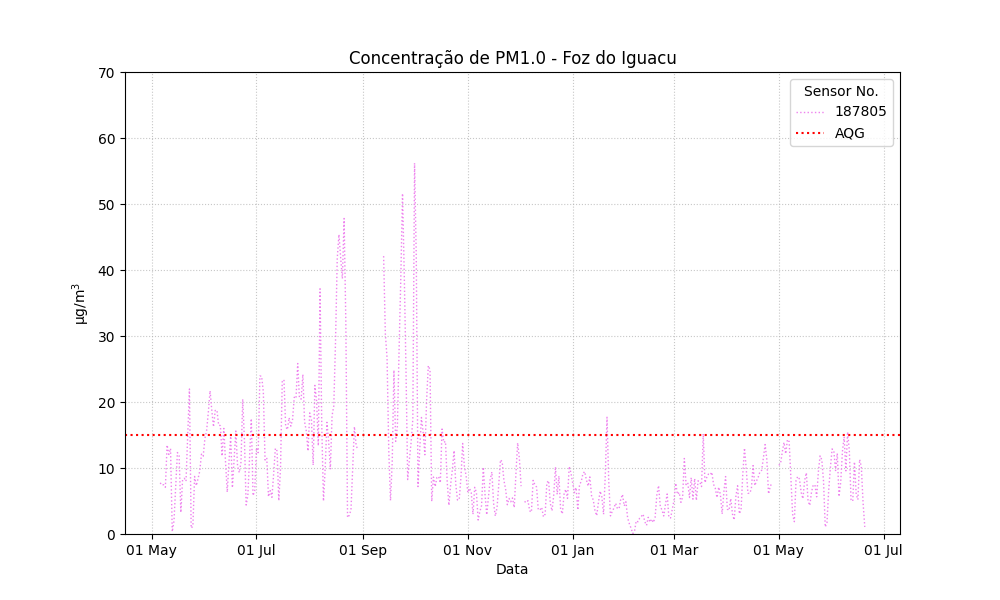 Concentração de PM1.0 - Foz do Iguacu
70
60
50
40
30
20
10
0
µg/m³
Sensor No.
187805
AQG
01 May
01 Jul
01 Sep
01 Nov
01 Jan
01 Mar
01 May
01 Jul
Data